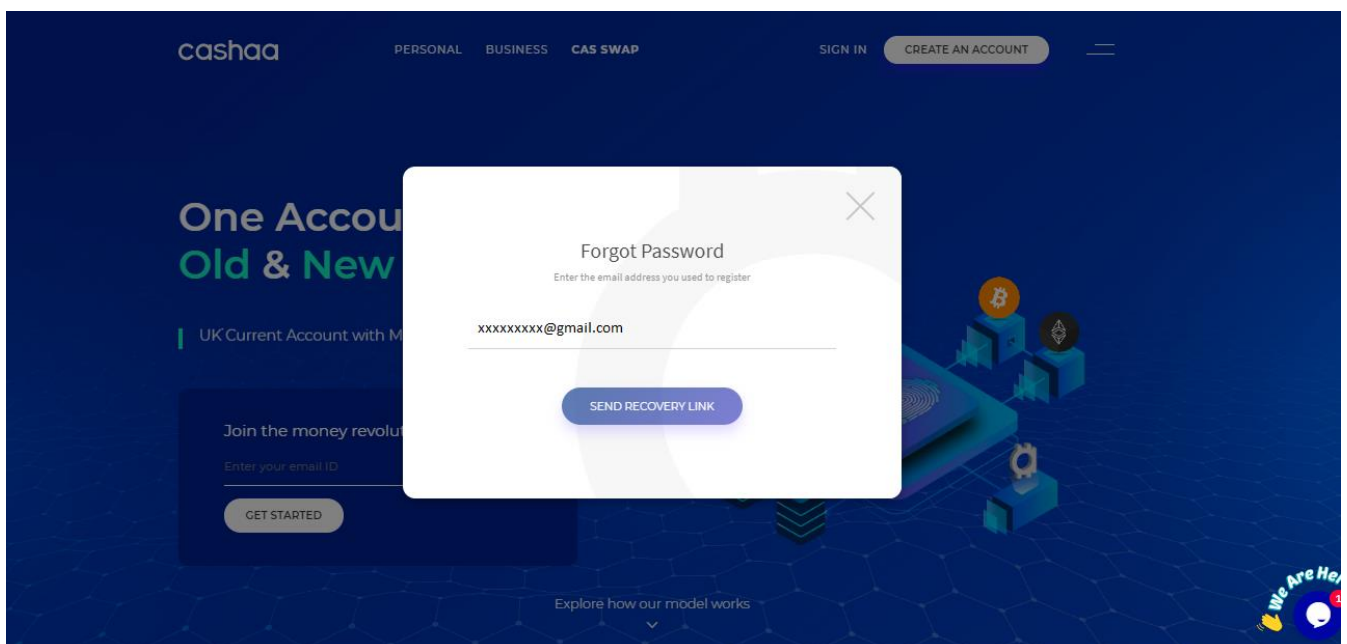 cashaa
PERSONAL BUSINESS CAS SWAP
SIGN IN CREATE AN ACCOUNT
One Accou
Old & New
UK Current Account with M
Join the money revolut
Enter your email ID
GET STARTED
Forgot Password
Enter the email address you used to register
xxxxxxxxx@gmail.com
SEND RECOVERY LINK
Explore how our model works
We Are Her
1